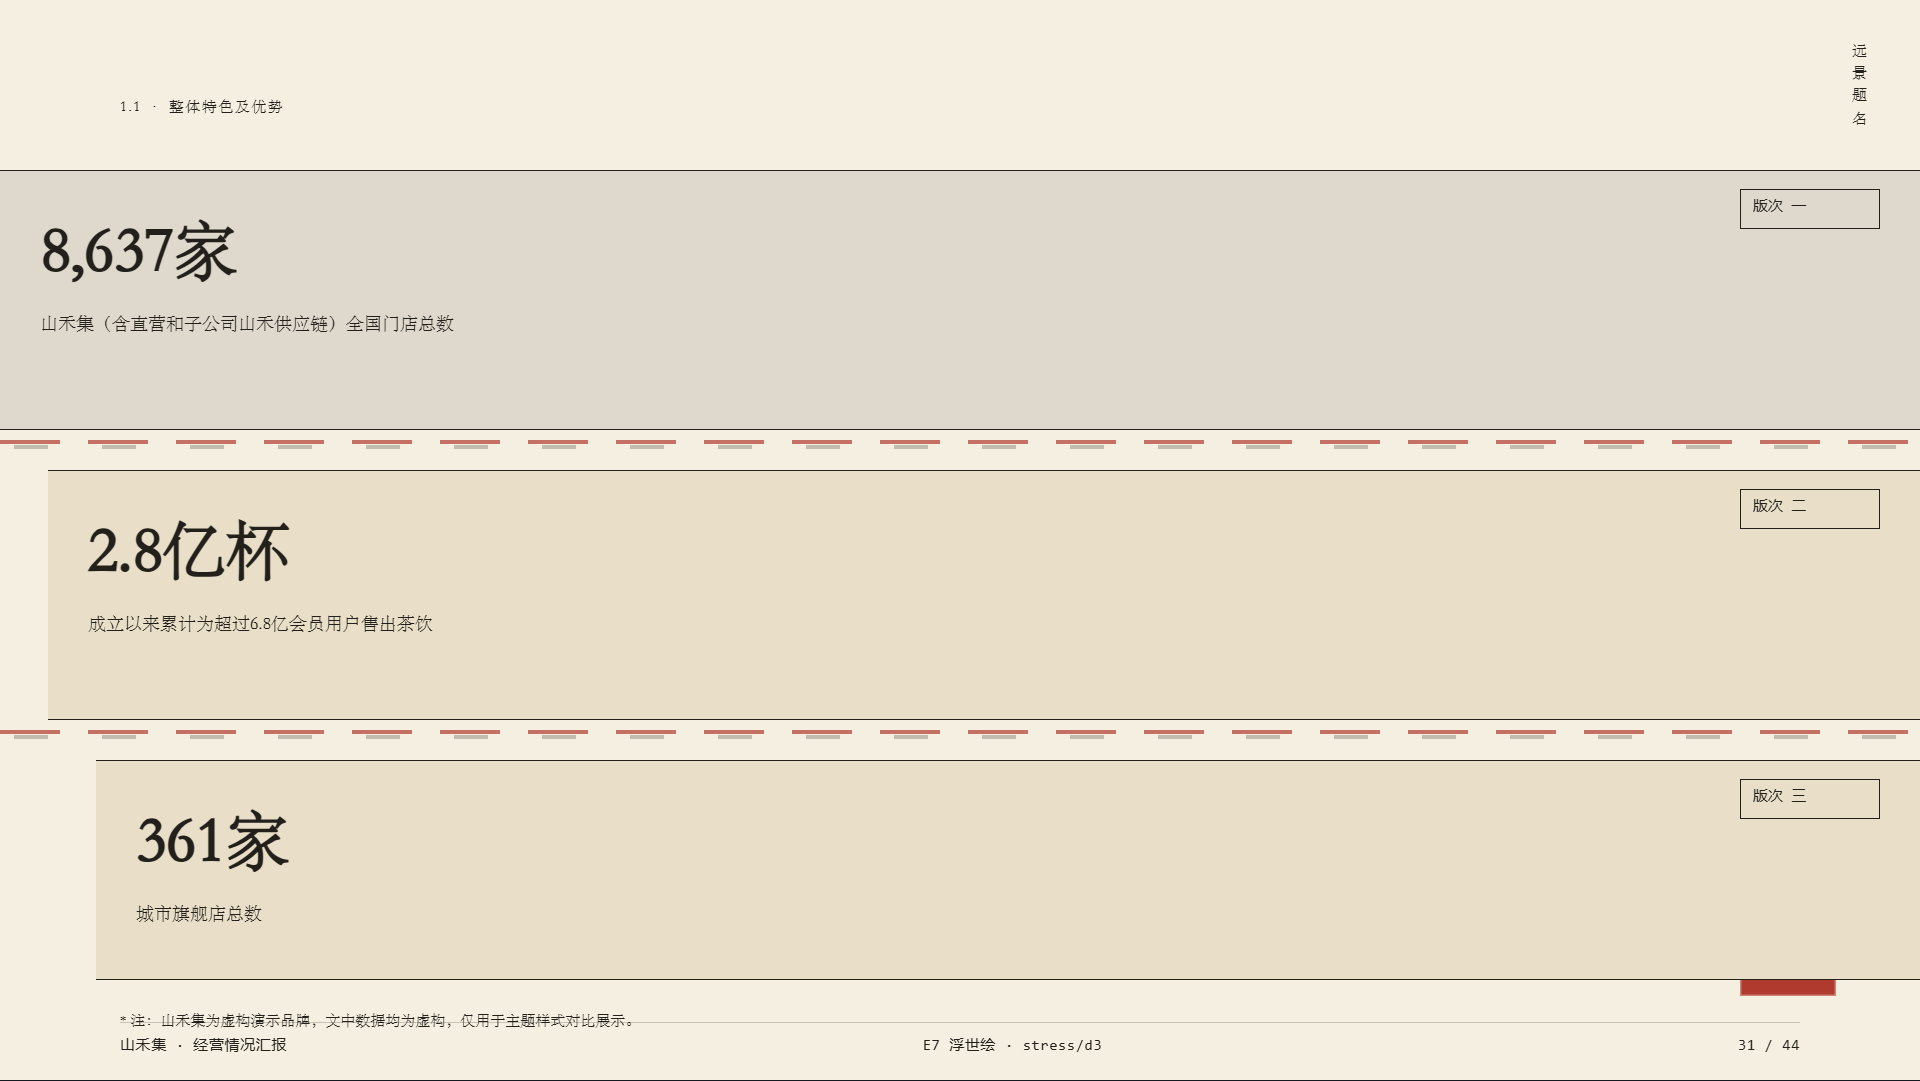 远景题名
1.1 · 整体特色及优势
版次 一
8,637家
山禾集（含直营和子公司山禾供应链）全国门店总数
版次 二
2.8亿杯
成立以来累计为超过6.8亿会员用户售出茶饮
版次 三
361家
城市旗舰店总数
* 注：山禾集为虚构演示品牌，文中数据均为虚构，仅用于主题样式对比展示。
山禾集 · 经营情况汇报
E7 浮世绘 · stress/d3
31 / 44